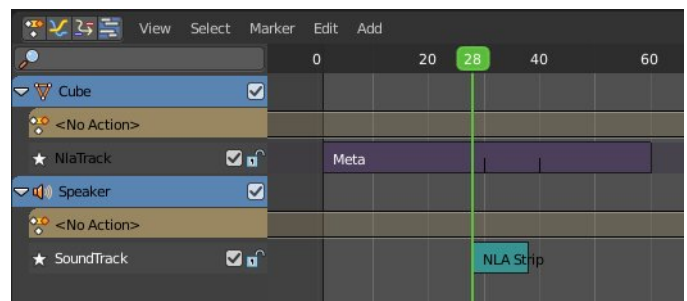 View Select Marker Edit Add
0 20 28 40 60
Cube
<No Action>
NlaTrack Meta
Speaker
<No Action>
SoundTrack NLA Strip